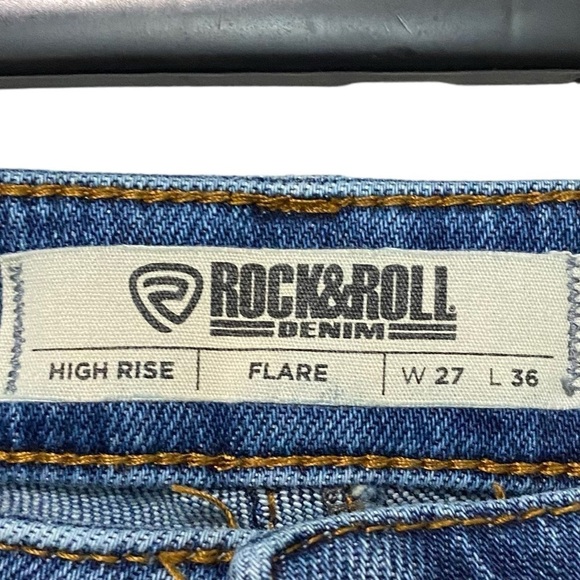 ROCK&ROLL®
DENIM
HIGH RISE FLARE W 27 L 36